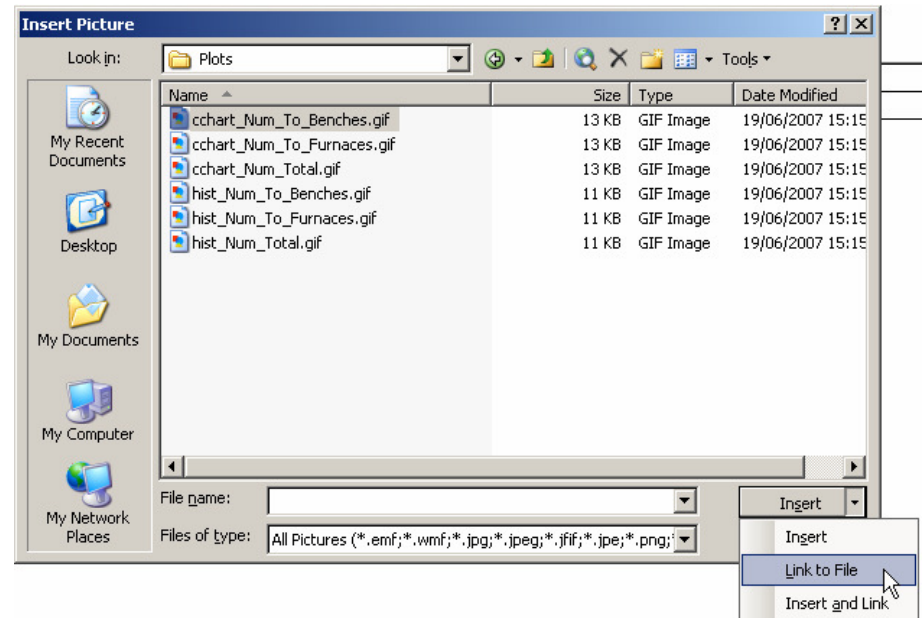 Insert Picture
Look in: Plots Tools
Name Size Type Date Modified
cchart_Num_To_Benches.gif 13 KB GIF Image 19/06/2007 15:15
cchart_Num_To_Furnaces.gif 13 KB GIF Image 19/06/2007 15:15
cchart_Num_Total.gif 13 KB GIF Image 19/06/2007 15:15
hist_Num_To_Benches.gif 11 KB GIF Image 19/06/2007 15:15
hist_Num_To_Furnaces.gif 11 KB GIF Image 19/06/2007 15:15
hist_Num_Total.gif 11 KB GIF Image 19/06/2007 15:15
My Recent
Documents
Desktop
My Documents
My Computer
My Network
Places
File name:
Files of type: All Pictures (*.emf;*.wmf;*.jpg;*.jpeg;*.jfif;*.jpe;*.png;
Insert
Insert
Link to File
Insert and Link